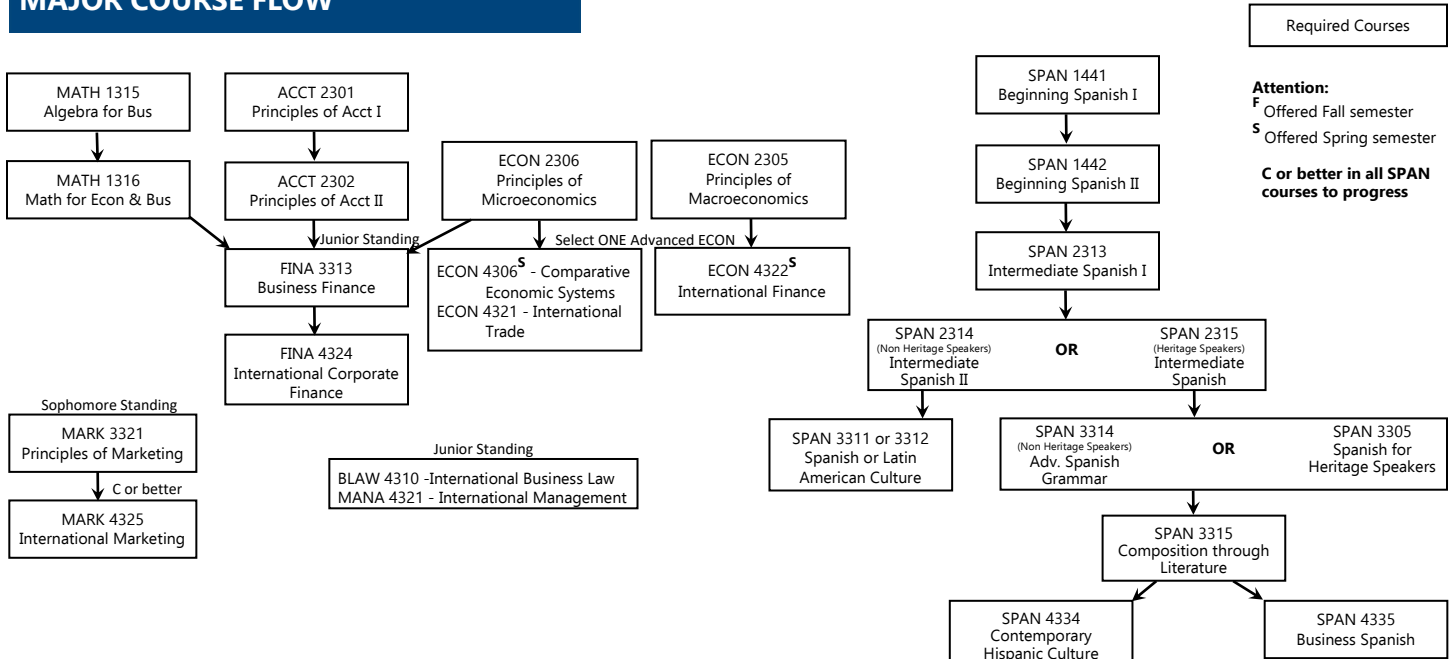 MAJOR COURSE FLOW
Required Courses
Attention:
F Offered Fall semester
S Offered Spring semester
C or better in all SPAN
courses to progress
MATH 1315
Algebra for Bus
MATH 1316
Math for Econ & Bus
ACCT 2301
Principles of Acct I
ACCT 2302
Principles of Acct II
ECON 2306
Principles of
Microeconomics
ECON 2305
Principles of
Macroeconomics
Junior Standing
Select ONE Advanced ECON
FINA 3313
Business Finance
ECON 4306S - Comparative
Economic Systems
ECON 4321 - International
Trade
ECON 4322S
International Finance
FINA 4324
International Corporate
Finance
Sophomore Standing
MARK 3321
Principles of Marketing
C or better
MARK 4325
International Marketing
Junior Standing
BLAW 4310 -International Business Law
MANA 4321 - International Management
SPAN 1441
Beginning Spanish I
SPAN 1442
Beginning Spanish II
SPAN 2313
Intermediate Spanish I
SPAN 2314
(Non Heritage Speakers)
Intermediate
Spanish II
OR
SPAN 2315
(Heritage Speakers)
Intermediate
Spanish
SPAN 3311 or 3312
Spanish or Latin
American Culture
SPAN 3314
(Non Heritage Speakers)
Adv. Spanish
Grammar
OR
SPAN 3305
Spanish for
Heritage Speakers
SPAN 3315
Composition through
Literature
SPAN 4334
Contemporary
Hispanic Culture
SPAN 4335
Business Spanish